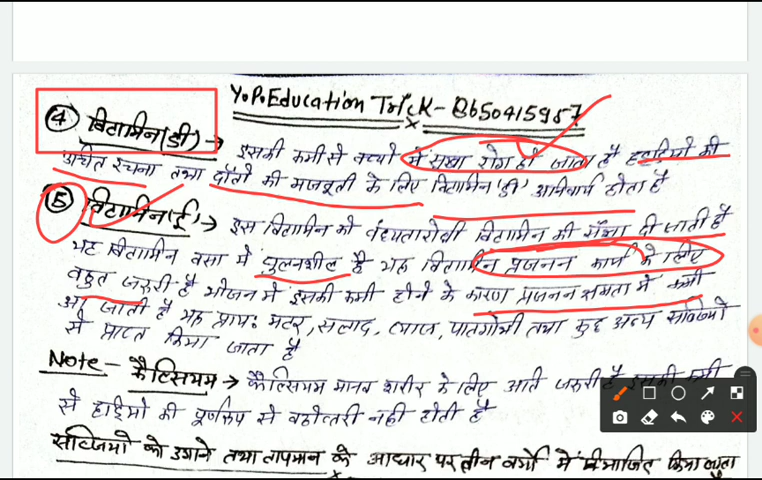 Y.P. Education Trick - 8650415957
④ विटामिन (डी) → इसकी कमी से बच्चो में सूखा रोग हो जाता है हड्डियो की
उचित रचना तथा दाँतो की मजबूती के लिए विटामिन 'डी' अनिवार्य होता है
⑤ विटामिन (ई) → इस विटामिन को वंध्यतारोधी विटामिन की संज्ञा दी जाती है
यह विटामिन वसा में घुलनशील है यह विटामिन प्रजनन कार्य के लिए
बहुत जरूरी है भोजन में इसकी कमी होने के कारण प्रजनन क्षमता में कमी
आ जाती है यह प्राय: मटर, सलाद, प्याज, पातगोभी तथा कुछ अन्य सब्जियो
से प्राप्त किया जाता है
Note - कैल्सियम → कैल्सियम मानव शरीर के लिए अति जरूरी है इसकी कमी
से हड्डियो की पूर्णरूप से बढोत्तरी नही होती है
सब्जियो को उगाने तथा तापमान के आधार पर तीन वर्गो में विभाजित किया जाता